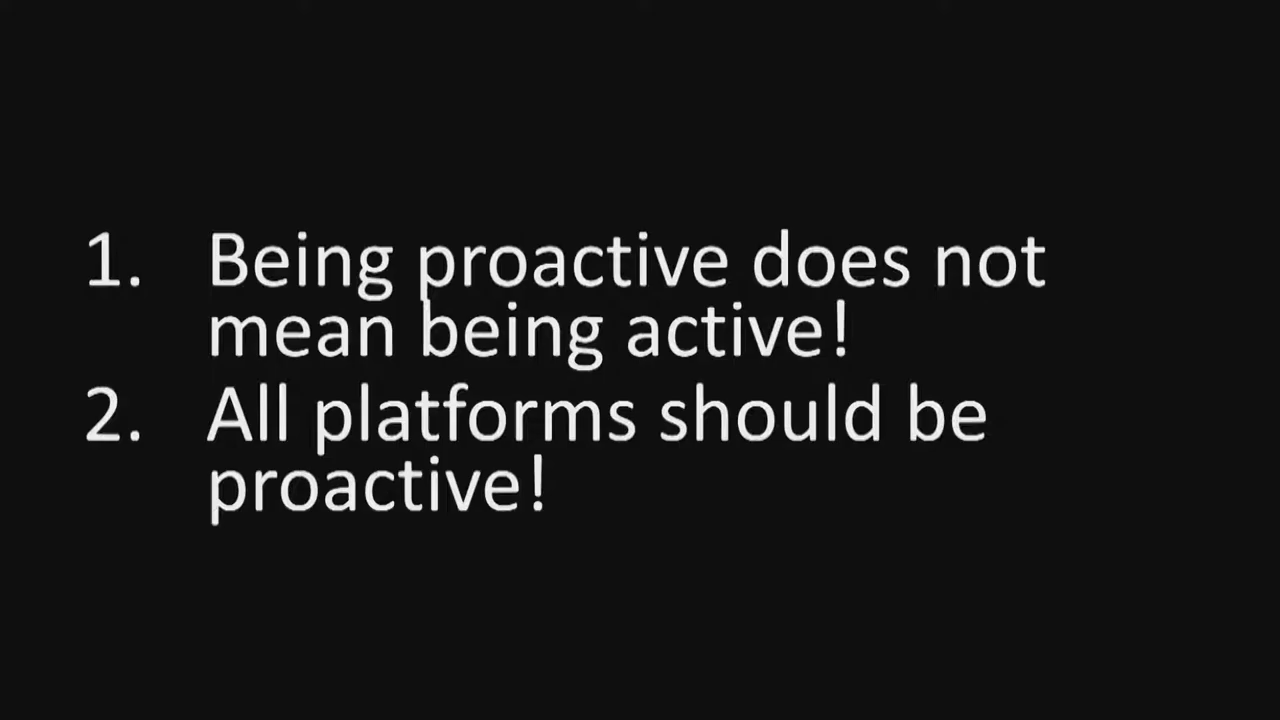 1. Being proactive does not
mean being active!
2. All platforms should be
proactive!